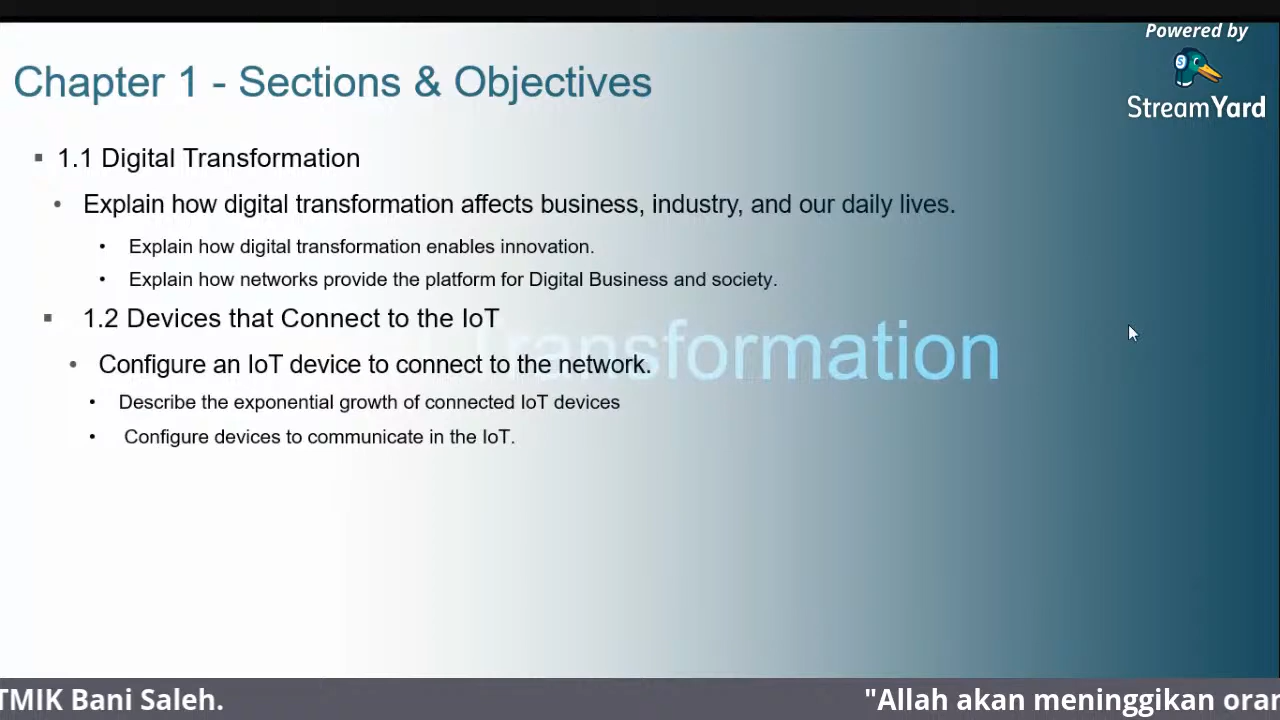 Powered by
StreamYard
Chapter 1 - Sections & Objectives
1.1 Digital Transformation
Explain how digital transformation affects business, industry, and our daily lives.
Explain how digital transformation enables innovation.
Explain how networks provide the platform for Digital Business and society.
1.2 Devices that Connect to the IoT
Transformation
Configure an IoT device to connect to the network.
Describe the exponential growth of connected IoT devices
Configure devices to communicate in the IoT.
TMIK Bani Saleh. "Allah akan meninggikan oran